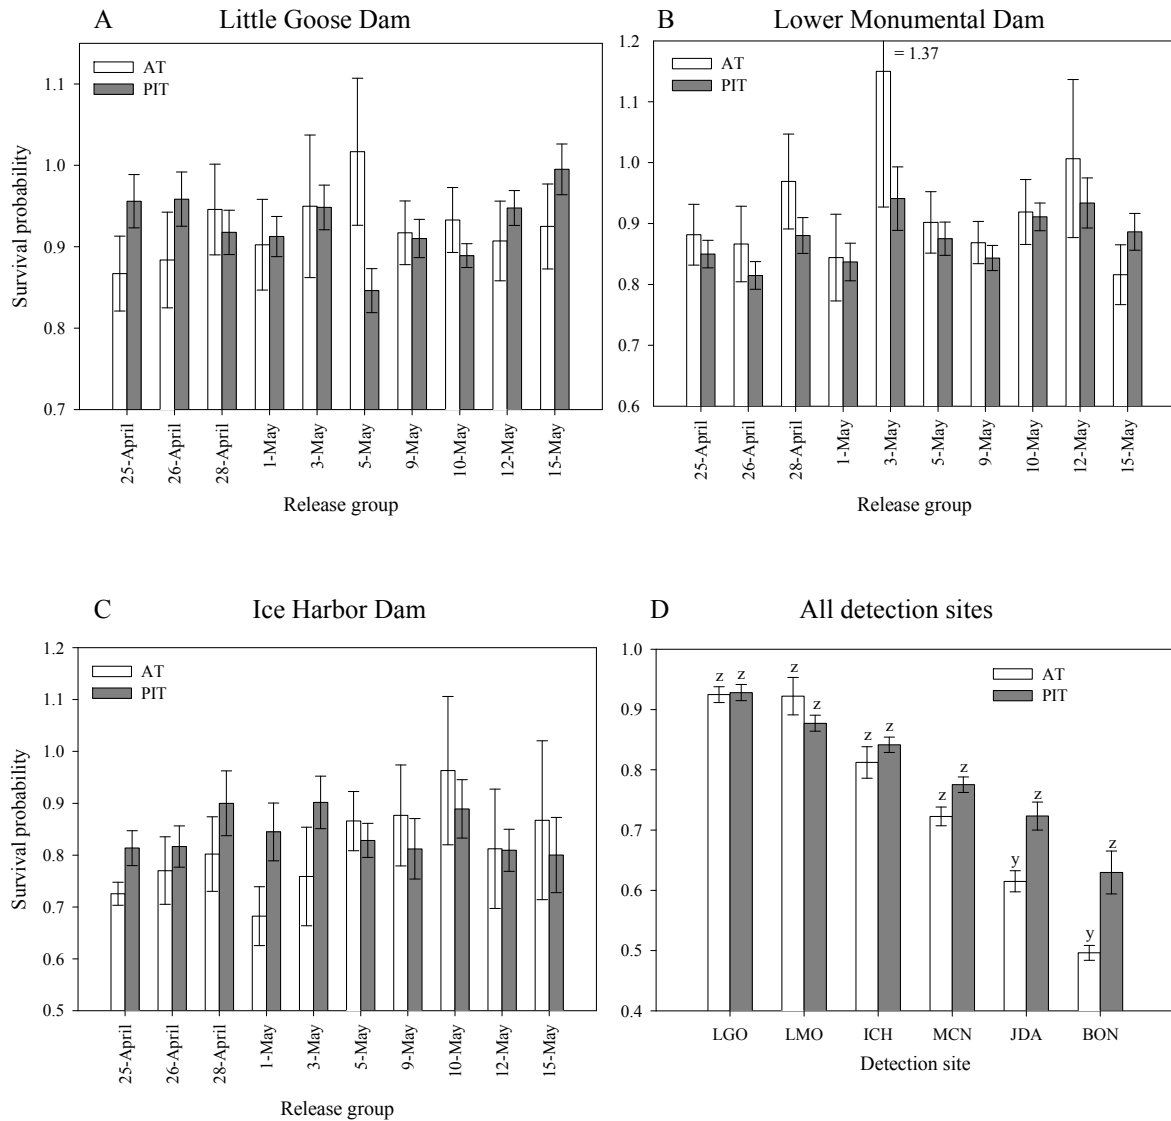 A Little Goose Dam
AT
PIT
Survival probability
1.1
1.0
0.9
0.8
0.7
25-April 26-April 28-April 1-May 3-May 5-May 9-May 10-May 12-May 15-May
Release group
B Lower Monumental Dam
= 1.37
AT
PIT
1.2
1.1
1.0
0.9
0.8
0.7
0.6
25-April 26-April 28-April 1-May 3-May 5-May 9-May 10-May 12-May 15-May
Release group
C Ice Harbor Dam
AT
PIT
Survival probability
1.2
1.1
1.0
0.9
0.8
0.7
0.6
0.5
25-April 26-April 28-April 1-May 3-May 5-May 9-May 10-May 12-May 15-May
Release group
D All detection sites
AT
PIT
1.0
0.9
0.8
0.7
0.6
0.5
0.4
z z z z z z z z y z y z
LGO LMO ICH MCN JDA BON
Detection site